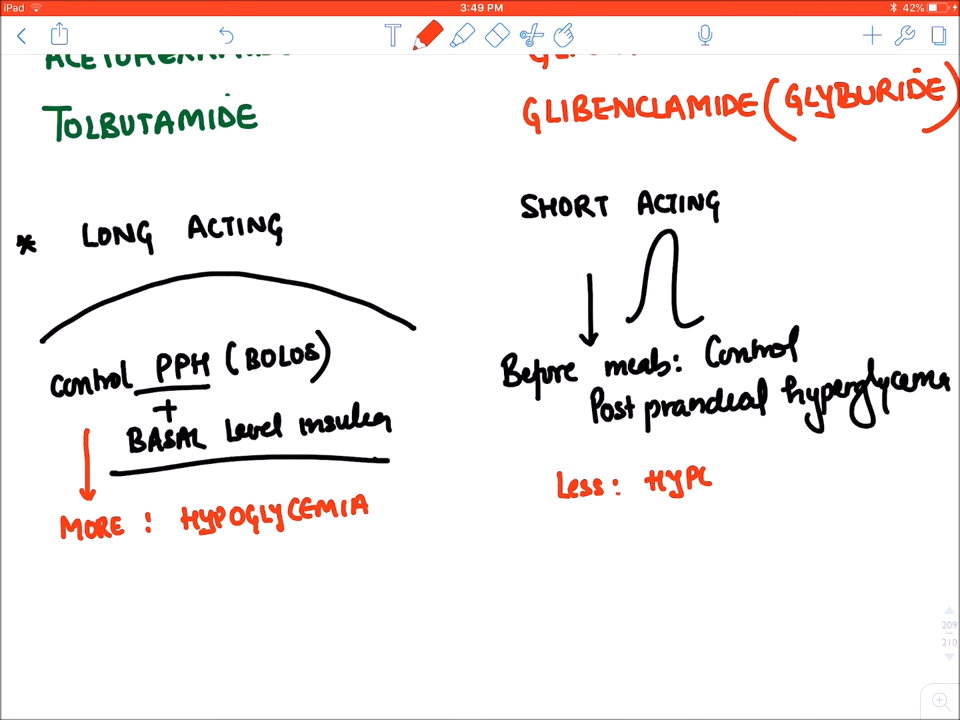 iPad
3:49 PM
42%
TOLBUTAMIDE
GLIBENCLAMIDE (GLYBURIDE)
* LONG ACTING
Control PPH (BOLOS)
+
BASAL Level insulin
MORE : HYPOGLYCEMIA
SHORT ACTING
Before meals: Control
Post prandial hyperglycemia
Less: HYPC
209
210